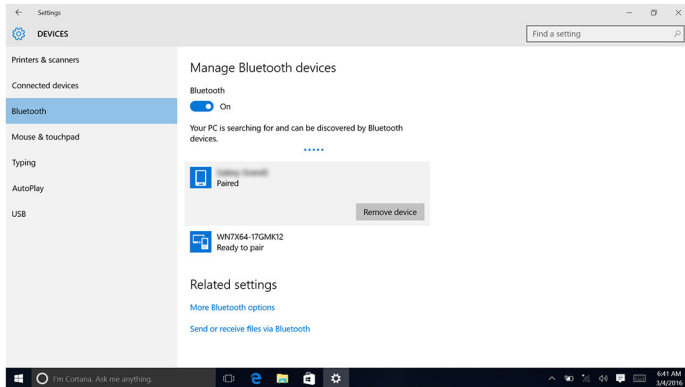 Settings
DEVICES
Find a setting
Printers & scanners
Connected devices
Bluetooth
Mouse & touchpad
Typing
AutoPlay
USB
Manage Bluetooth devices
Bluetooth
On
Your PC is searching for and can be discovered by Bluetooth
devices.
Paired
Remove device
WN7X64-17GMK12
Ready to pair
Related settings
More Bluetooth options
Send or receive files via Bluetooth
I'm Cortana. Ask me anything.
6:41 AM
3/4/2016